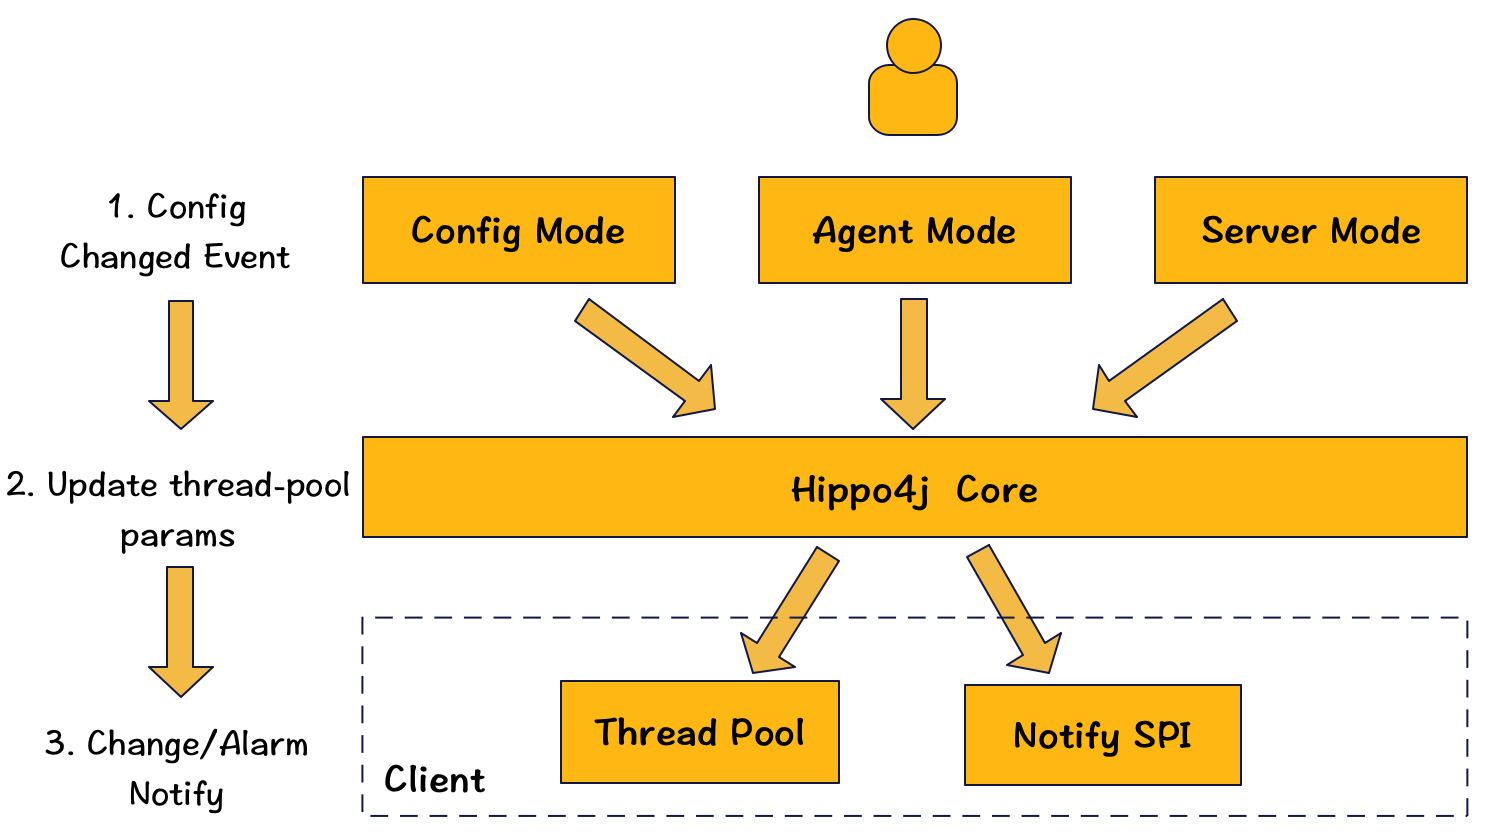 1. Config
Changed Event
Config Mode
Agent Mode
Server Mode
2. Update thread-pool
params
Hippo4j Core
3. Change/Alarm
Notify
Thread Pool
Notify SPI
Client